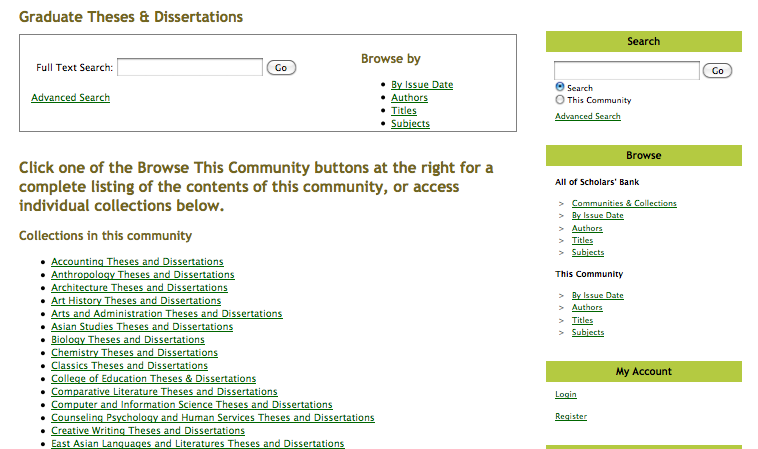 Graduate Theses & Dissertations
Full Text Search:
Go
Advanced Search
Browse by
By Issue Date
Authors
Titles
Subjects
Click one of the Browse This Community buttons at the right for a
complete listing of the contents of this community, or access
individual collections below.
Collections in this community
Accounting Theses and Dissertations
Anthropology Theses and Dissertations
Architecture Theses and Dissertations
Art History Theses and Dissertations
Arts and Administration Theses and Dissertations
Asian Studies Theses and Dissertations
Biology Theses and Dissertations
Chemistry Theses and Dissertations
Classics Theses and Dissertations
College of Education Theses & Dissertations
Comparative Literature Theses and Dissertations
Computer and Information Science Theses and Dissertations
Counseling Psychology and Human Services Theses and Dissertations
Creative Writing Theses and Dissertations
East Asian Languages and Literatures Theses and Dissertations
Search
Go
Search
This Community
Advanced Search
Browse
All of Scholars' Bank
> Communities & Collections
> By Issue Date
> Authors
> Titles
> Subjects
This Community
> By Issue Date
> Authors
> Titles
> Subjects
My Account
Login
Register